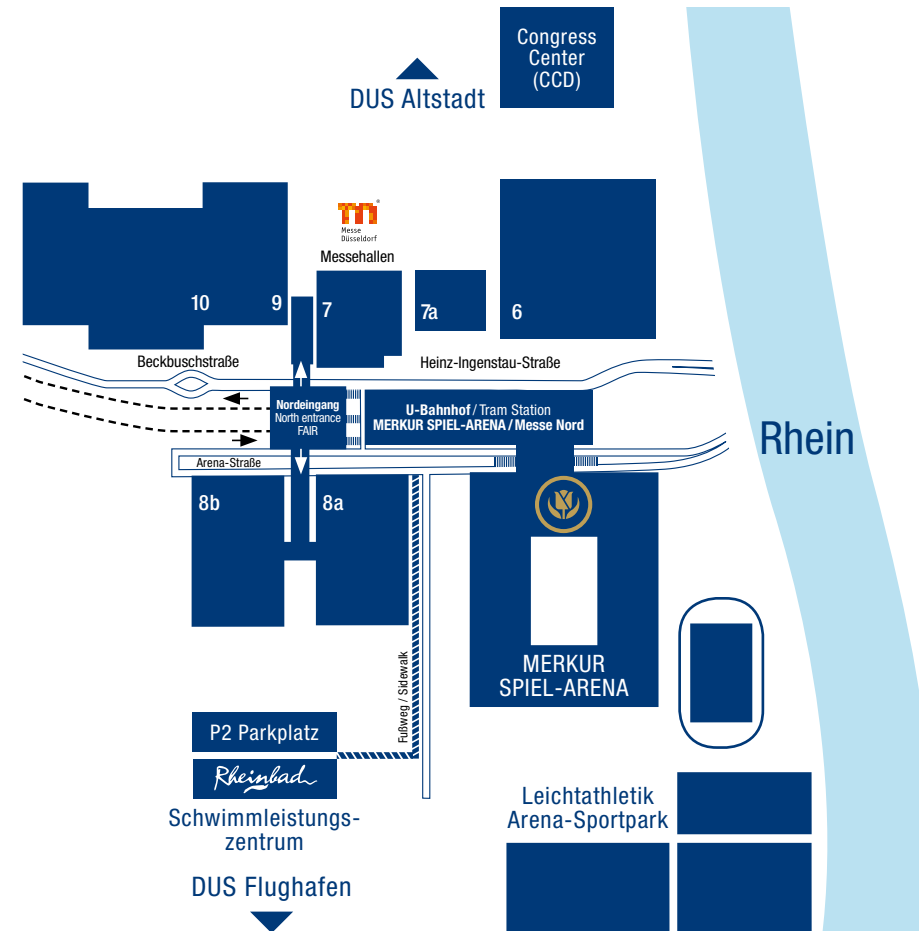 Congress
Center
(CCD)
DUS Altstadt
Messe
Düsseldorf
®
Messehallen
10
9
7
7a
6
Beckbuschstraße
Heinz-Ingenstau-Straße
Nordeingang
North entrance
FAIR
U-Bahnhof / Tram Station
MERKUR SPIEL-ARENA / Messe Nord
Rhein
Arena-Straße
8b
8a
Fußweg / Sidewalk
MERKUR
SPIEL-ARENA
P2 Parkplatz
Rheinbad
Schwimmleistungs-
zentrum
Leichtathletik
Arena-Sportpark
DUS Flughafen